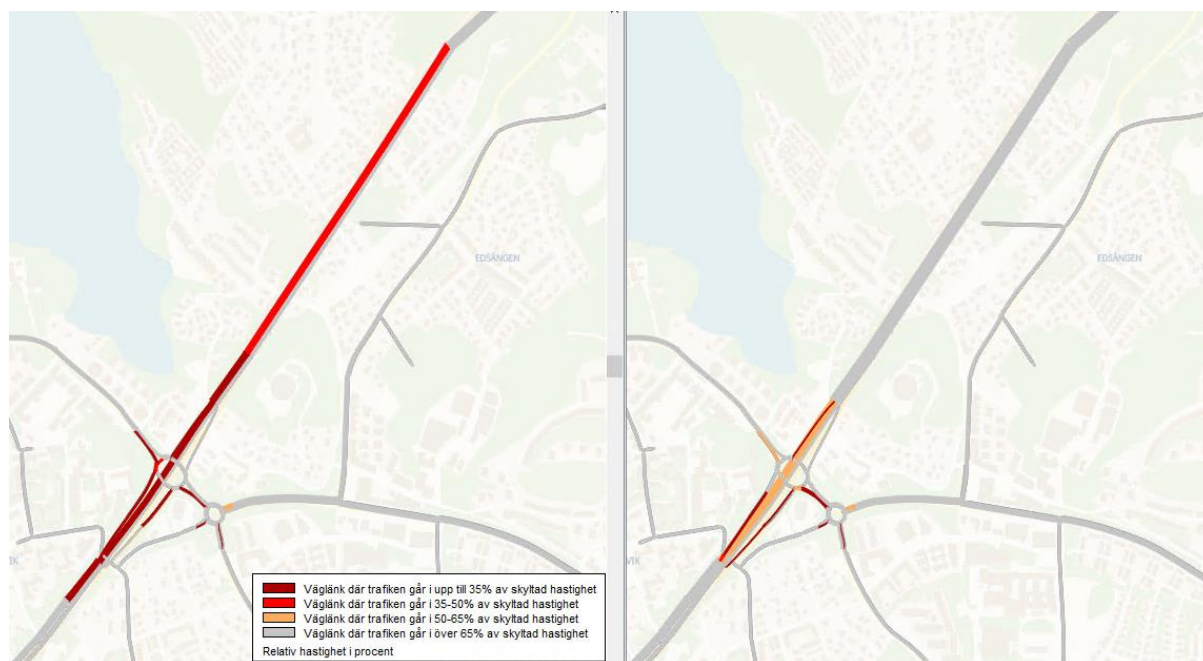 EDSÄNGEN
EDSÄNGEN
VIK
VIK
Väglänk där trafiken går i upp till 35% av skyltad hastighet
Väglänk där trafiken går i 35-50% av skyltad hastighet
Väglänk där trafiken går i 50-65% av skyltad hastighet
Väglänk där trafiken går i över 65% av skyltad hastighet
Relativ hastighet i procent